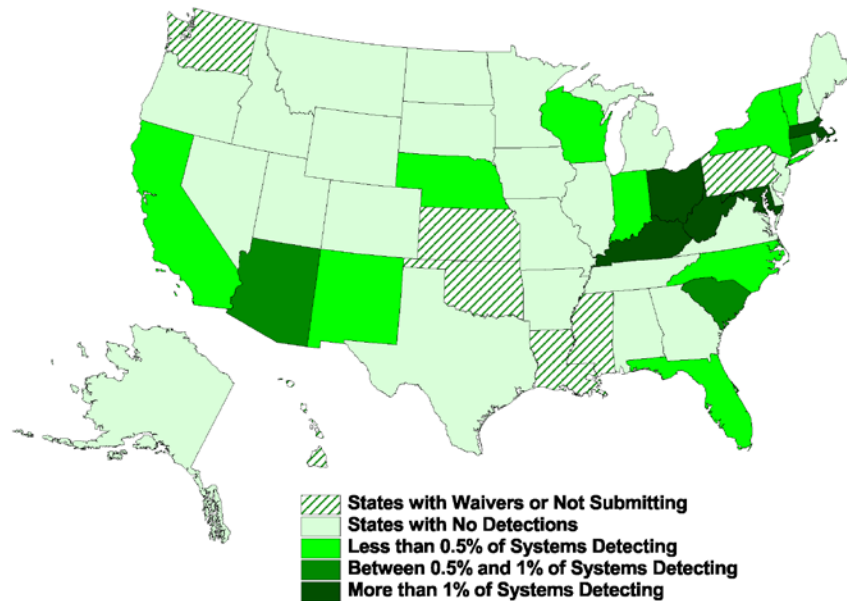 States with Waivers or Not Submitting
States with No Detections
Less than 0.5% of Systems Detecting
Between 0.5% and 1% of Systems Detecting
More than 1% of Systems Detecting